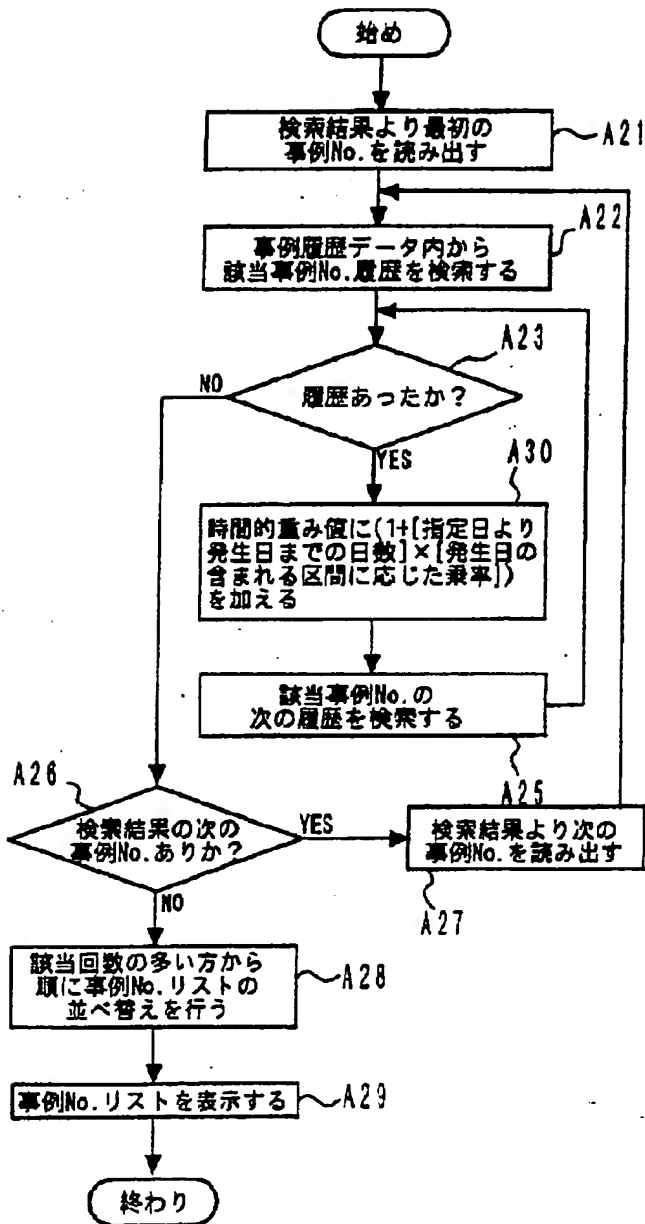 始め
検索結果より最初の
事例No.を読み出す
A21
A22
事例履歴データ内から
該当事例No.履歴を検索する
A23
NO
履歴あったか?
YES
A30
時間的重み値に(1+[指定日より
発生日までの日数]×[発生日の
含まれる区間に応じた乗率])
を加える
該当事例No.の
次の履歴を検索する
A25
A26
検索結果の次の
事例No.ありか?
YES
検索結果より次の
事例No.を読み出す
A27
NO
該当回数の多い方から
順に事例No.リストの
並べ替えを行う
A28
事例No.リストを表示する
A29
終わり